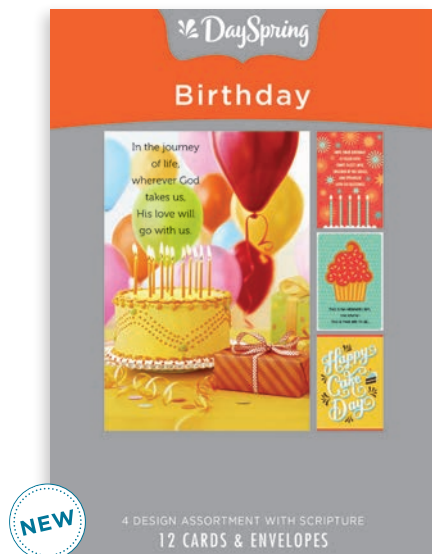 DaySpring
Birthday
In the journey
of life,
wherever God
takes us,
His love will
go with us.
Happy
Cake
Day
NEW
4 DESIGN ASSORTMENT WITH SCRIPTURE
12 CARDS & ENVELOPES